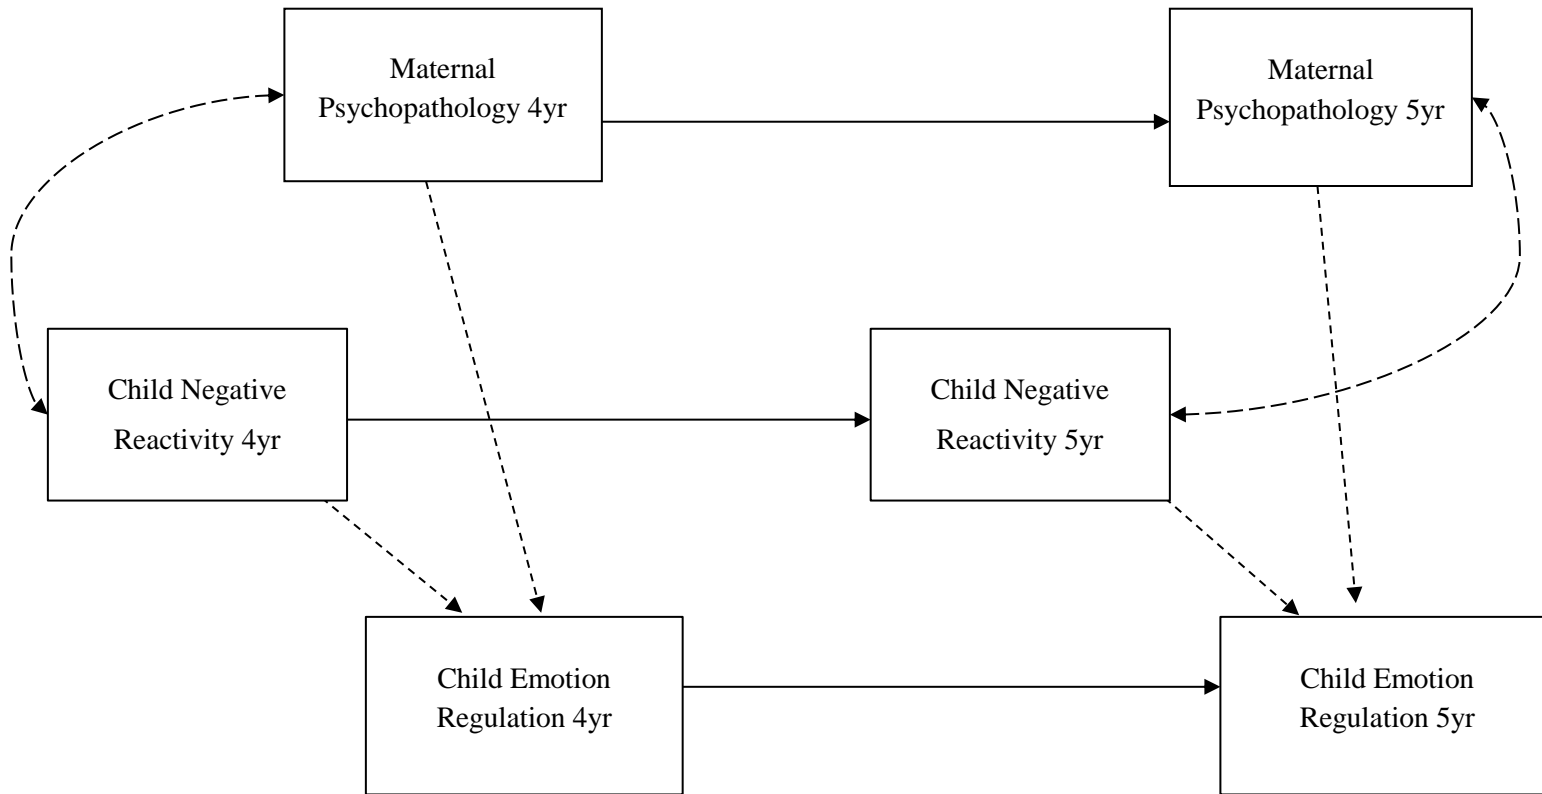 Maternal
Psychopathology 4yr
Maternal
Psychopathology 5yr
Child Negative
Reactivity 4yr
Child Negative
Reactivity 5yr
Child Emotion
Regulation 4yr
Child Emotion
Regulation 5yr